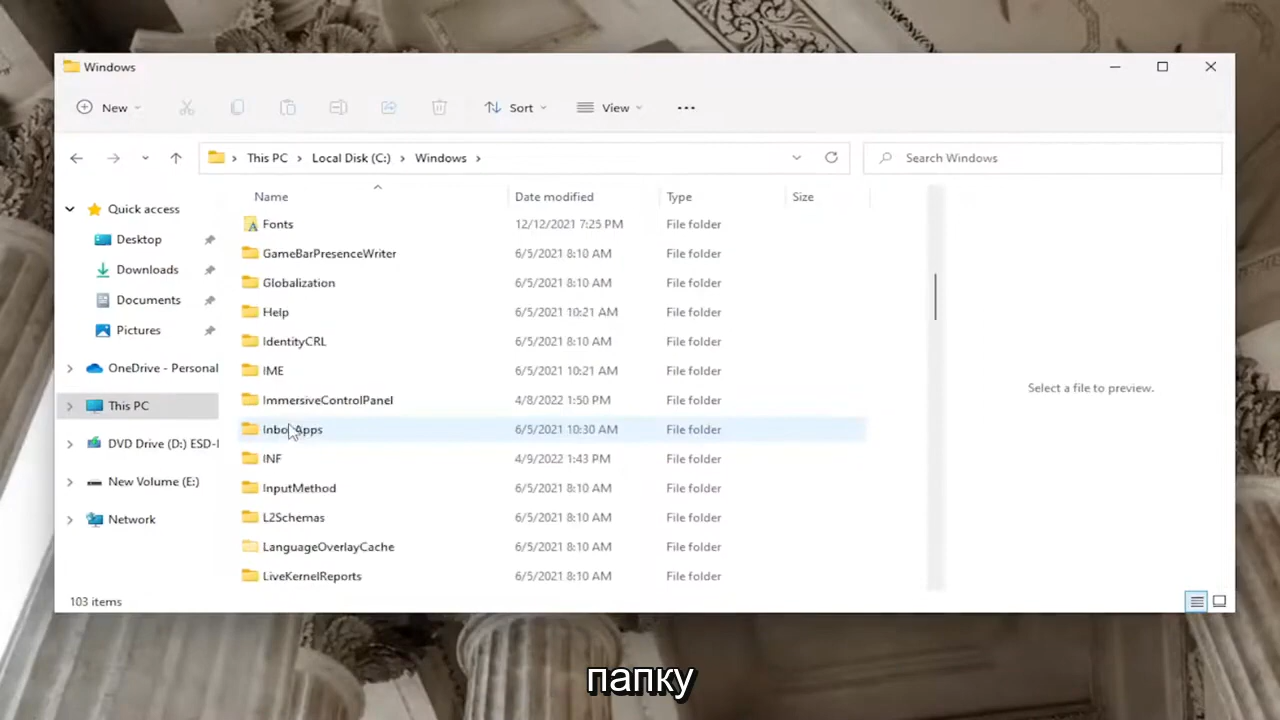 Windows
New
Sort
View
This PC
Local Disk (C:)
Windows
Search Windows
Name
Date modified
Type
Size
Quick access
Desktop
Downloads
Documents
Pictures
OneDrive - Personal
This PC
DVD Drive (D:) ESD-I
New Volume (E:)
Network
Fonts 12/12/2021 7:25 PM File folder
GameBarPresenceWriter 6/5/2021 8:10 AM File folder
Globalization 6/5/2021 8:10 AM File folder
Help 6/5/2021 10:21 AM File folder
IdentityCRL 6/5/2021 8:10 AM File folder
IME 6/5/2021 10:21 AM File folder
ImmersiveControlPanel 4/8/2022 1:50 PM File folder
InboxApps 6/5/2021 10:30 AM File folder
INF 4/9/2022 1:43 PM File folder
InputMethod 6/5/2021 8:10 AM File folder
L2Schemas 6/5/2021 8:10 AM File folder
LanguageOverlayCache 6/5/2021 8:10 AM File folder
LiveKernelReports 6/5/2021 8:10 AM File folder
Select a file to preview.
103 items
папку